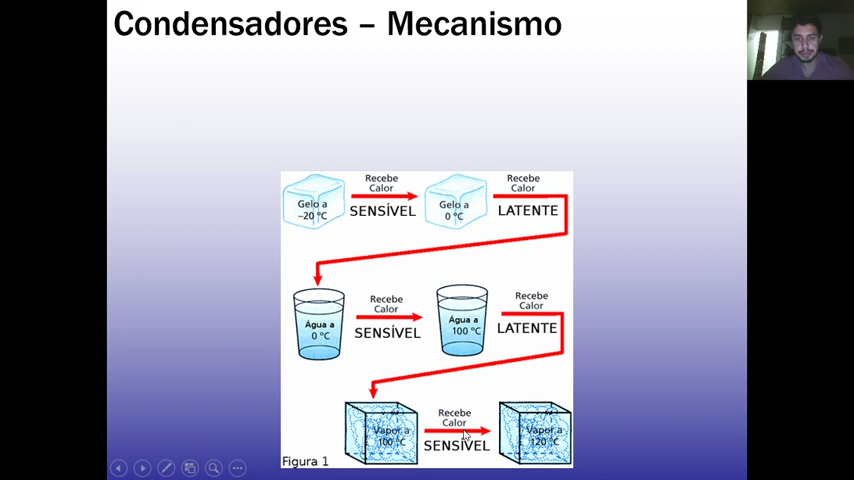 Condensadores – Mecanismo
Gelo a
–20 °C
Recebe
Calor
SENSÍVEL
Gelo a
0 °C
Recebe
Calor
LATENTE
Água a
0 °C
Recebe
Calor
SENSÍVEL
Água a
100 °C
Recebe
Calor
LATENTE
Vapor a
100 °C
Recebe
Calor
SENSÍVEL
Vapor a
120 °C
Figura 1